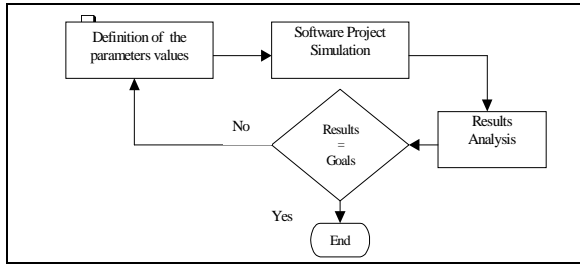 Definition of the
parameters values
Software Project
Simulation
Results
Analysis
Results
=
Goals
No
Yes
End